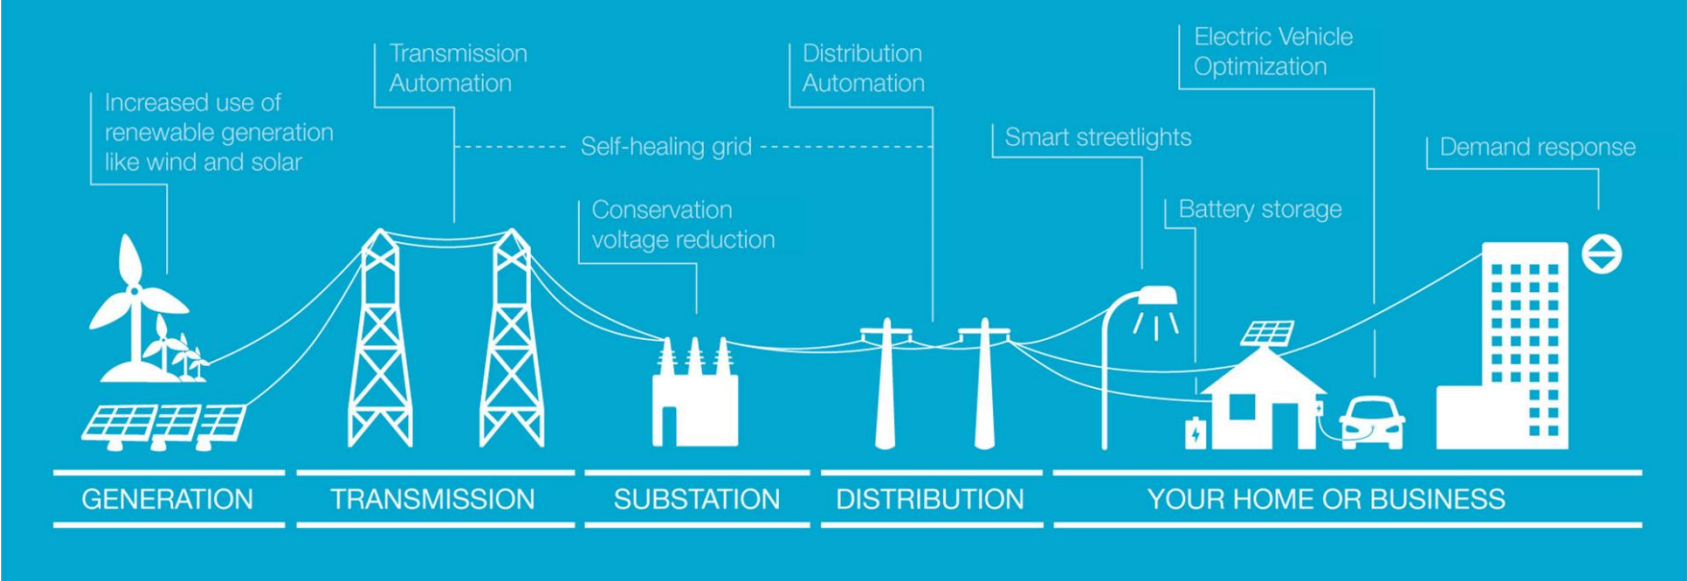 Increased use of
renewable generation
like wind and solar
Transmission
Automation
Self-healing grid
Conservation
voltage reduction
Distribution
Automation
Smart streetlights
Electric Vehicle
Optimization
Battery storage
Demand response
GENERATION
TRANSMISSION
SUBSTATION
DISTRIBUTION
YOUR HOME OR BUSINESS